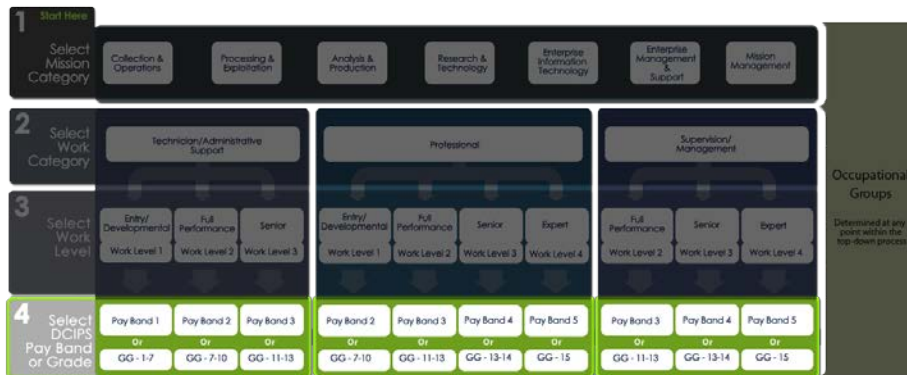 1 Start Here
Select
Mission
Category
Collection &
Operations
Processing &
Exploitation
Analysis &
Production
Research &
Technology
Enterprise
Information
Technology
Enterprise
Management
&
Support
Mission
Management
2 Select
Work
Category
Technician/Administrative
Support
Professional
Supervision/
Management
3 Select
Work
Level
Entry/
Developmental
Full
Performance
Senior
Entry/
Developmental
Full
Performance
Senior
Expert
Full
Performance
Senior
Expert
Work Level 1
Work Level 2
Work Level 3
Work Level 1
Work Level 2
Work Level 3
Work Level 4
Work Level 2
Work Level 3
Work Level 4
4 Select
DCIPS
Pay Band
or Grade
Pay Band 1
Pay Band 2
Pay Band 3
Pay Band 2
Pay Band 3
Pay Band 4
Pay Band 5
Pay Band 3
Pay Band 4
Pay Band 5
Or
Or
Or
Or
Or
Or
Or
Or
Or
Or
GG - 1-7
GG - 7-10
GG - 11-13
GG - 7-10
GG - 11-13
GG - 13-14
GG - 15
GG - 11-13
GG - 13-14
GG - 15
Occupational
Groups
Determined at any
point within the
top-down process